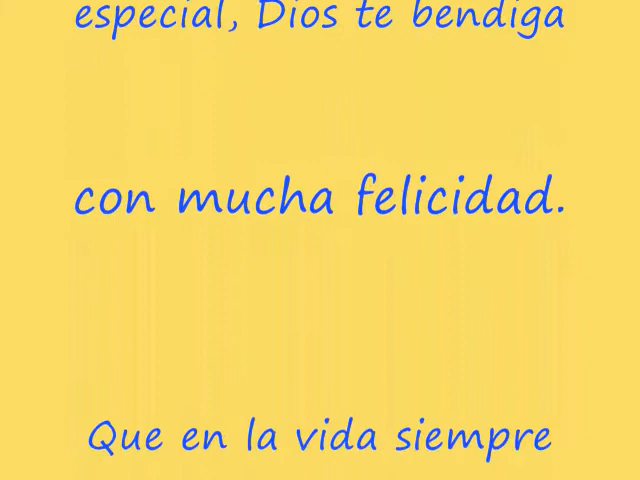 especial, Dios te bendiga
con mucha felicidad.
Que en la vida siempre